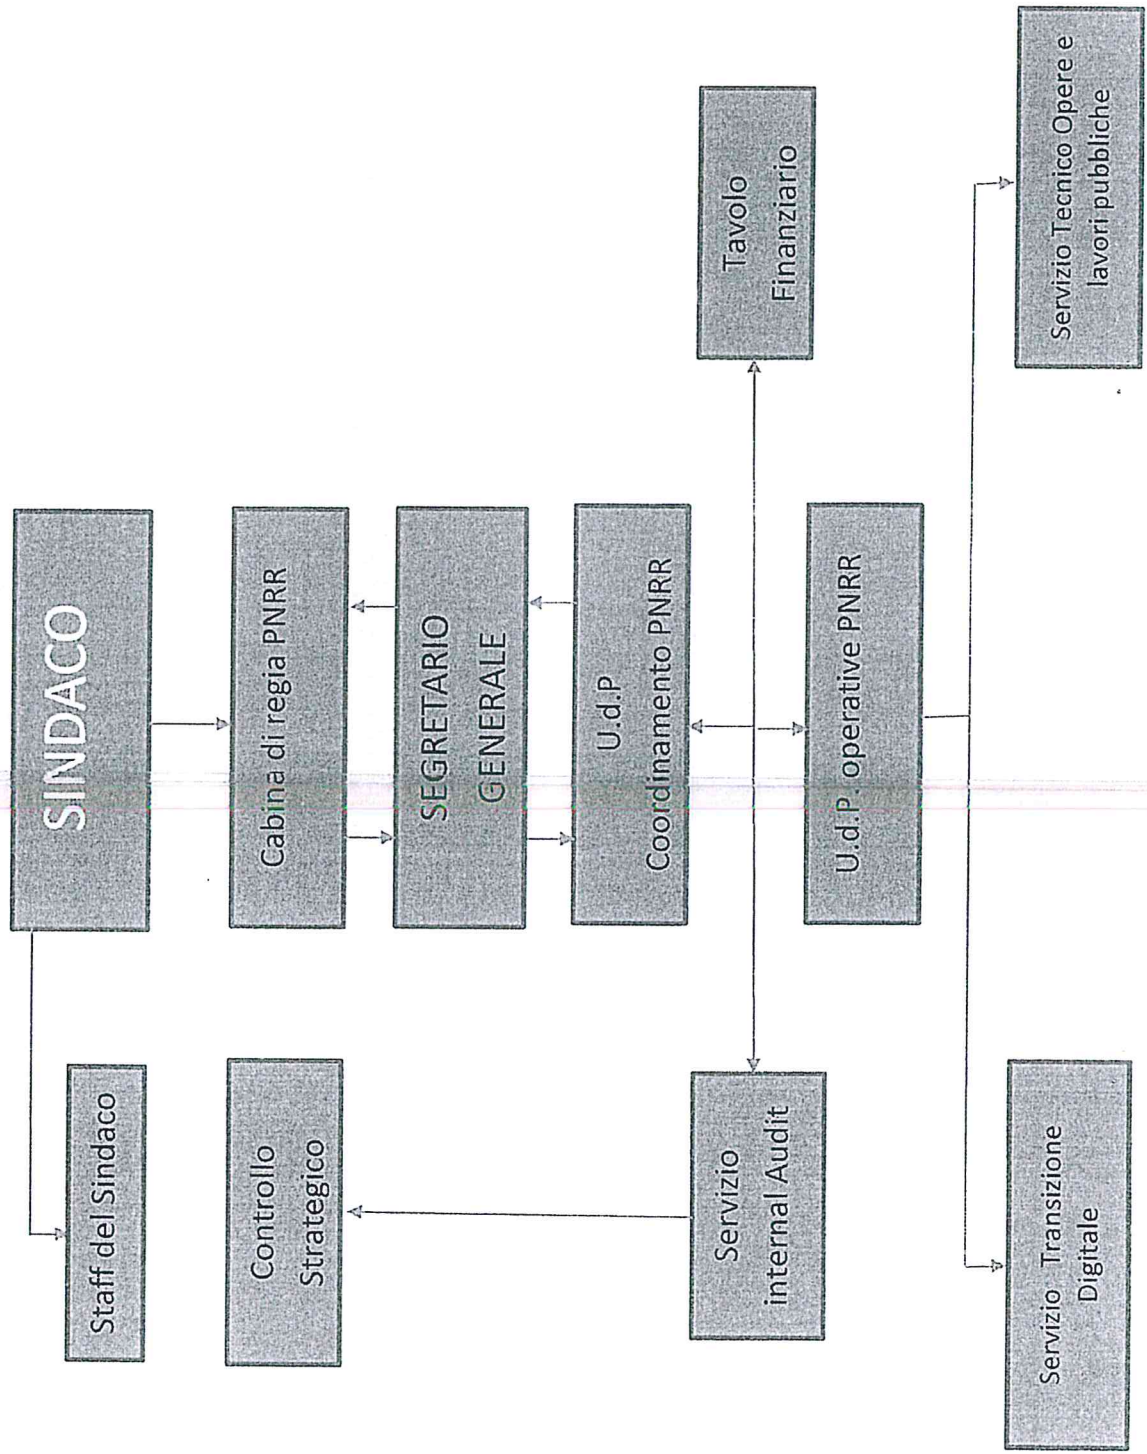 SINDACO
Staff del Sindaco
Cabina di regia PNRR
Controllo
Strategico
SEGRETARIO
GENERALE
U.d.P
Coordinamento PNRR
Tavolo
Finanziario
Servizio
internal Audit
U.d.P. operative PNRR
Servizio Transizione
Digitale
Servizio Tecnico Opere e
lavori pubbliche